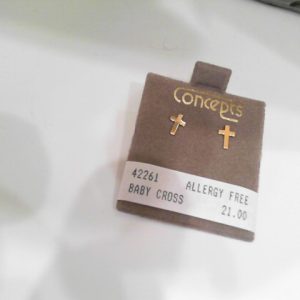 Concepts
42261 ALLERGY FREE
BABY CROSS 21.00